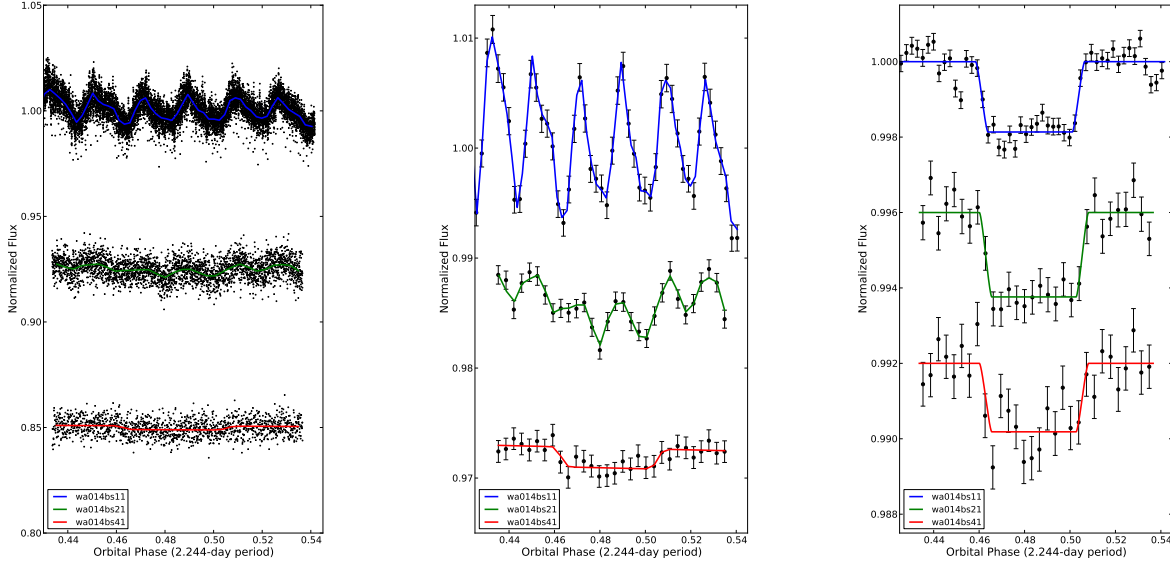 1.05
1.00
0.95
0.90
0.85
0.80
Normalized Flux
wa014bs11
wa014bs21
wa014bs41
0.44 0.46 0.48 0.50 0.52 0.54
Orbital Phase (2.244-day period)
1.01
1.00
0.99
0.98
0.97
Normalized Flux
wa014bs11
wa014bs21
wa014bs41
0.44 0.46 0.48 0.50 0.52 0.54
Orbital Phase (2.244-day period)
1.000
0.998
0.996
0.994
0.992
0.990
0.988
Normalized Flux
wa014bs11
wa014bs21
wa014bs41
0.44 0.46 0.48 0.50 0.52 0.54
Orbital Phase (2.244-day period)